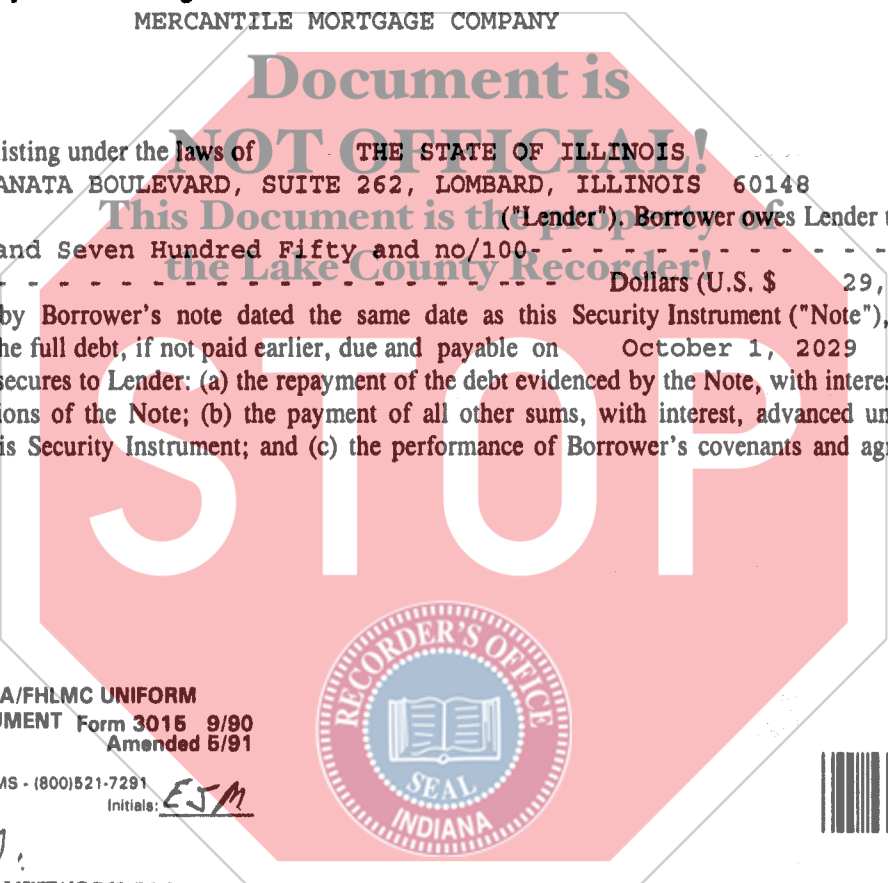 MERCANTILE MORTGAGE COMPANY
Document is
NOT OFFICIAL!
isting under the laws of THE STATE OF ILLINOIS
ANATA BOULEVARD, SUITE 262, LOMBARD, ILLINOIS 60148
This Document is the property of
("Lender"). Borrower owes Lender t
and Seven Hundred Fifty and no/100- - - - - - - - - - - - - -
the Lake County Recorder!
- - - - - - - - - - - - - - - - - - - - Dollars (U.S. $ 29,
by Borrower's note dated the same date as this Security Instrument ("Note"),
he full debt, if not paid earlier, due and payable on October 1, 2029
secures to Lender: (a) the repayment of the debt evidenced by the Note, with interes
ions of the Note; (b) the payment of all other sums, with interest, advanced un
is Security Instrument; and (c) the performance of Borrower's covenants and agr
STOP
RECORDER'S OFFICE
SEAL
INDIANA
A/FHLMC UNIFORM
UMENT Form 3015 9/90
Amended 5/91
MS - (800)521-7291
Initials: EJM